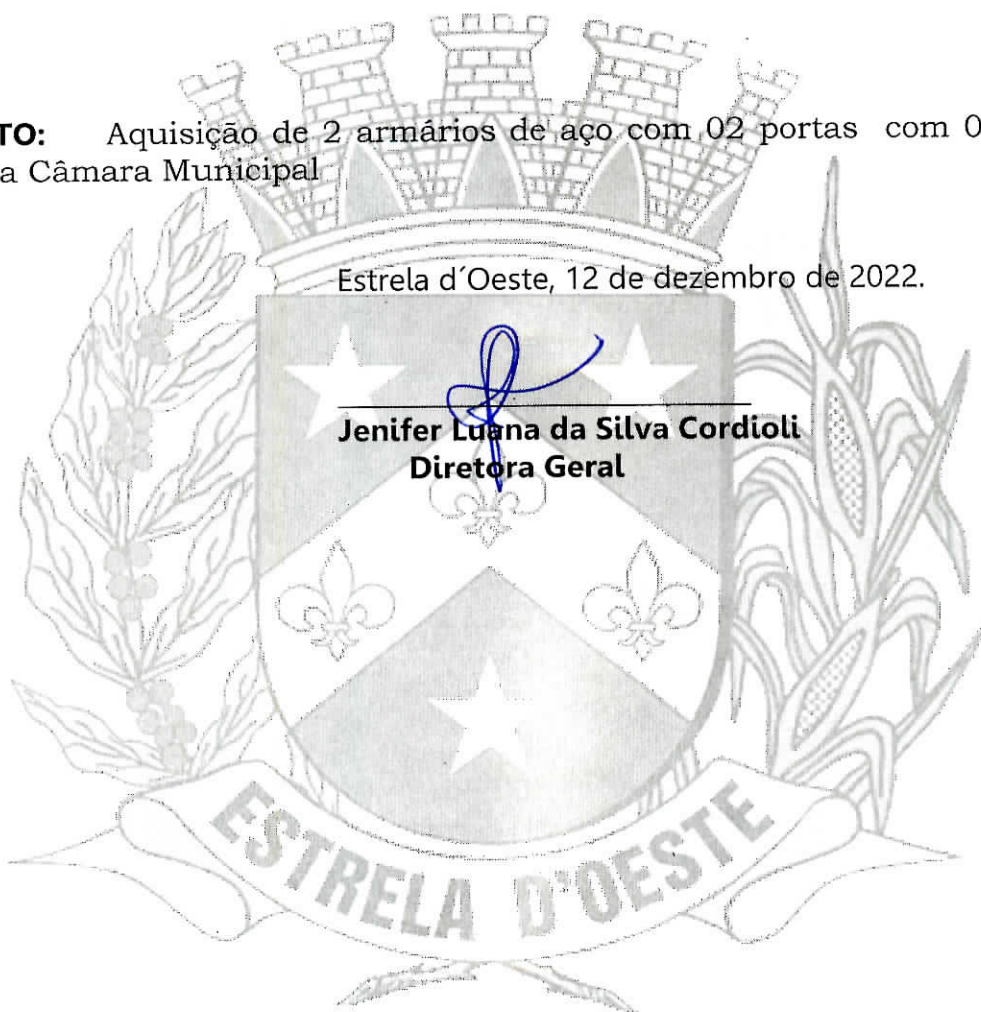 TO: Aquisição de 2 armários de aço com 02 portas com 0
a Câmara Municipal
Estrela d´Oeste, 12 de dezembro de 2022.
Jenifer Luana da Silva Cordioli
Diretora Geral
ESTRELA D'OESTE